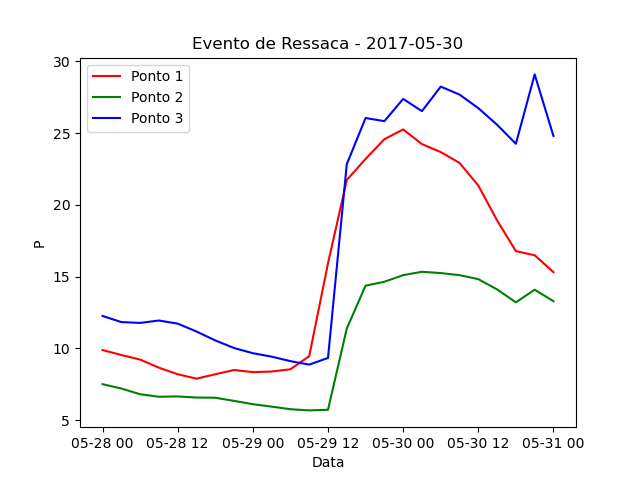 Evento de Ressaca - 2017-05-30
Ponto 1
Ponto 2
Ponto 3
30
25
20
15
10
5
P
05-28 00 05-28 12 05-29 00 05-29 12 05-30 00 05-30 12 05-31 00
Data